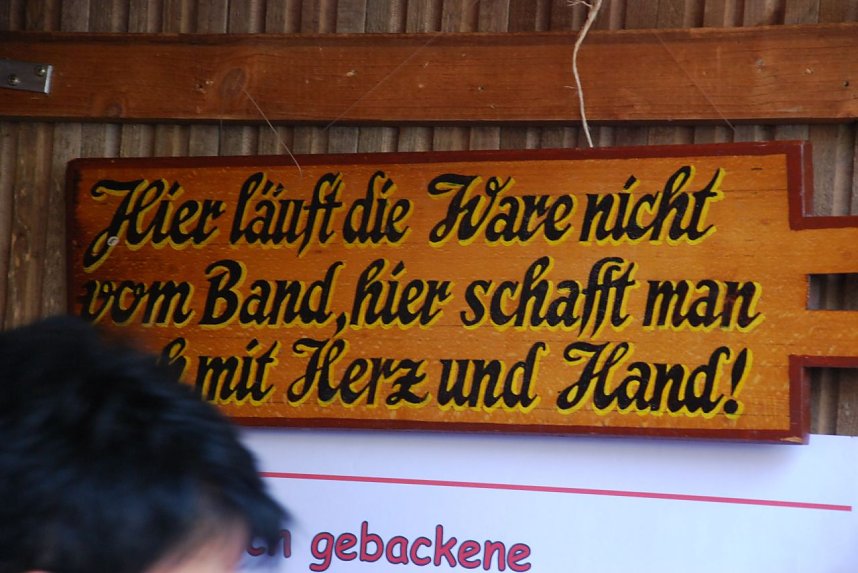 Hier läuft die Ware nicht
vom Band, hier schafft man
mit Herz und Hand!
gebackene